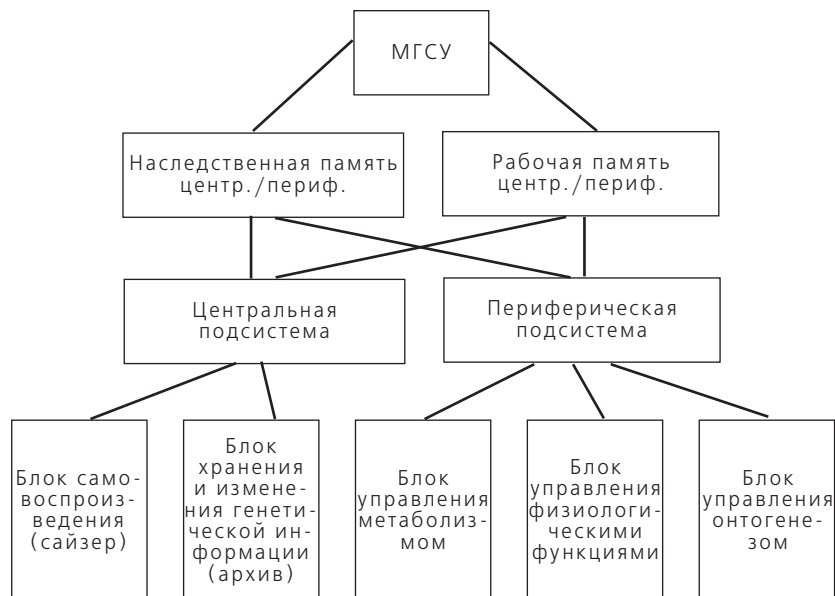 МГСУ
Наследственная память
центр./периф.
Рабочая память
центр./периф.
Центральная
подсистема
Периферическая
подсистема
Блок само-
воспроиз-
ведения
(сайзер)
Блок
хранения
и измене-
ния генети-
ческой ин-
формации
(архив)
Блок
управления
метаболиз-
мом
Блок
управления
физиологи-
ческими
функциями
Блок
управления
онтогене-
зом